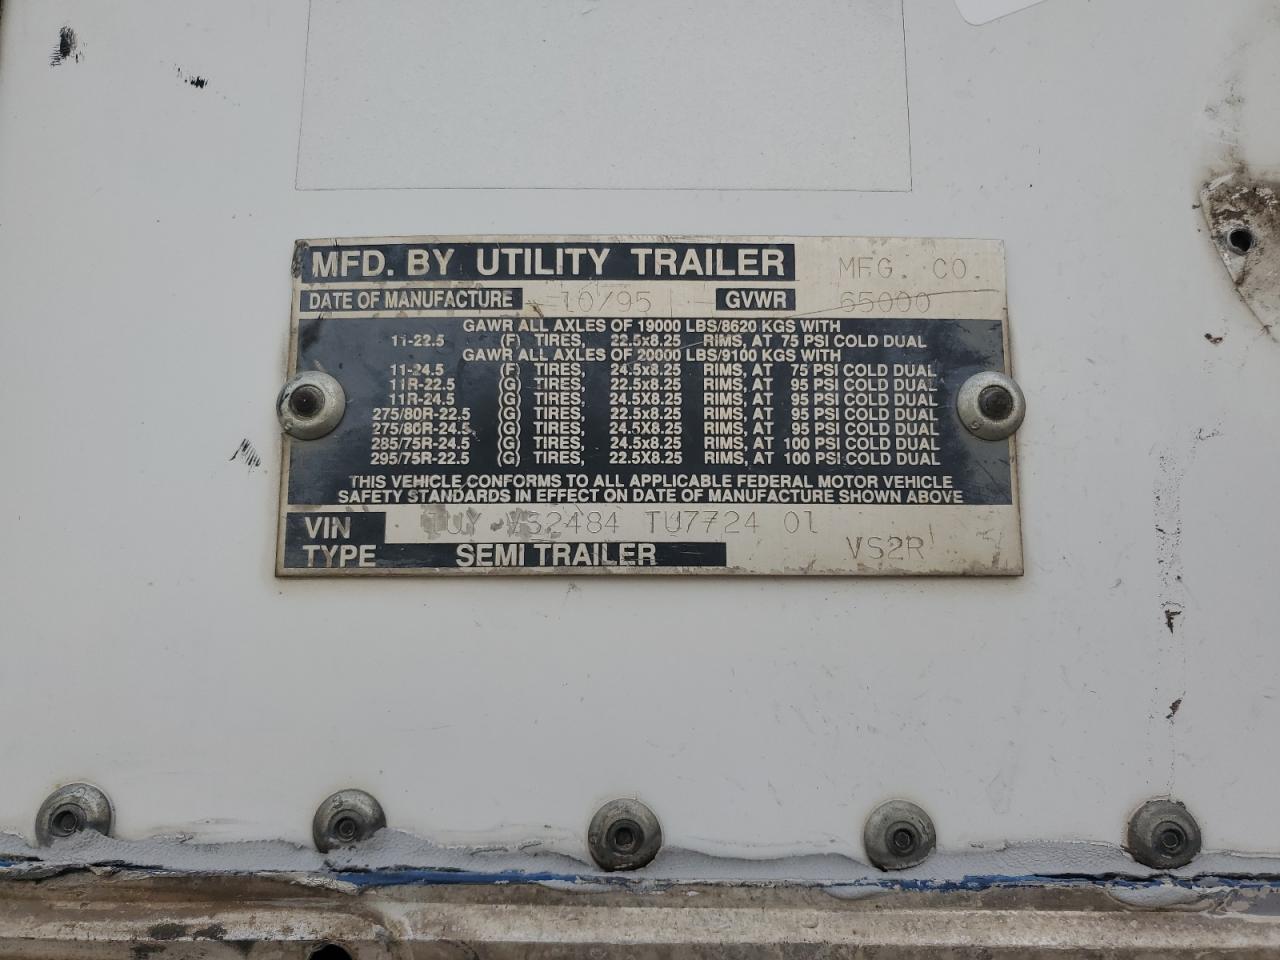 MFD. BY UTILITY TRAILER MFG. CO.
DATE OF MANUFACTURE 10/95 GVWR 65000
GAWR ALL AXLES OF 19000 LBS/8620 KGS WITH
11-22.5 (F) TIRES, 22.5x8.25 RIMS, AT 75 PSI COLD DUAL
GAWR ALL AXLES OF 20000 LBS/9100 KGS WITH
11-24.5 (F) TIRES, 24.5x8.25 RIMS, AT 75 PSI COLD DUAL
11R-22.5 (G) TIRES, 22.5x8.25 RIMS, AT 95 PSI COLD DUAL
11R-24.5 (G) TIRES, 24.5x8.25 RIMS, AT 95 PSI COLD DUAL
275/80R-22.5 (G) TIRES, 22.5x8.25 RIMS, AT 95 PSI COLD DUAL
275/80R-24.5 (G) TIRES, 24.5x8.25 RIMS, AT 95 PSI COLD DUAL
285/75R-24.5 (G) TIRES, 24.5x8.25 RIMS, AT 100 PSI COLD DUAL
295/75R-22.5 (G) TIRES, 22.5x8.25 RIMS, AT 100 PSI COLD DUAL
THIS VEHICLE CONFORMS TO ALL APPLICABLE FEDERAL MOTOR VEHICLE
SAFETY STANDARDS IN EFFECT ON DATE OF MANUFACTURE SHOWN ABOVE
VIN 1UY VS2484 TU7724 01
TYPE SEMI TRAILER VS2R